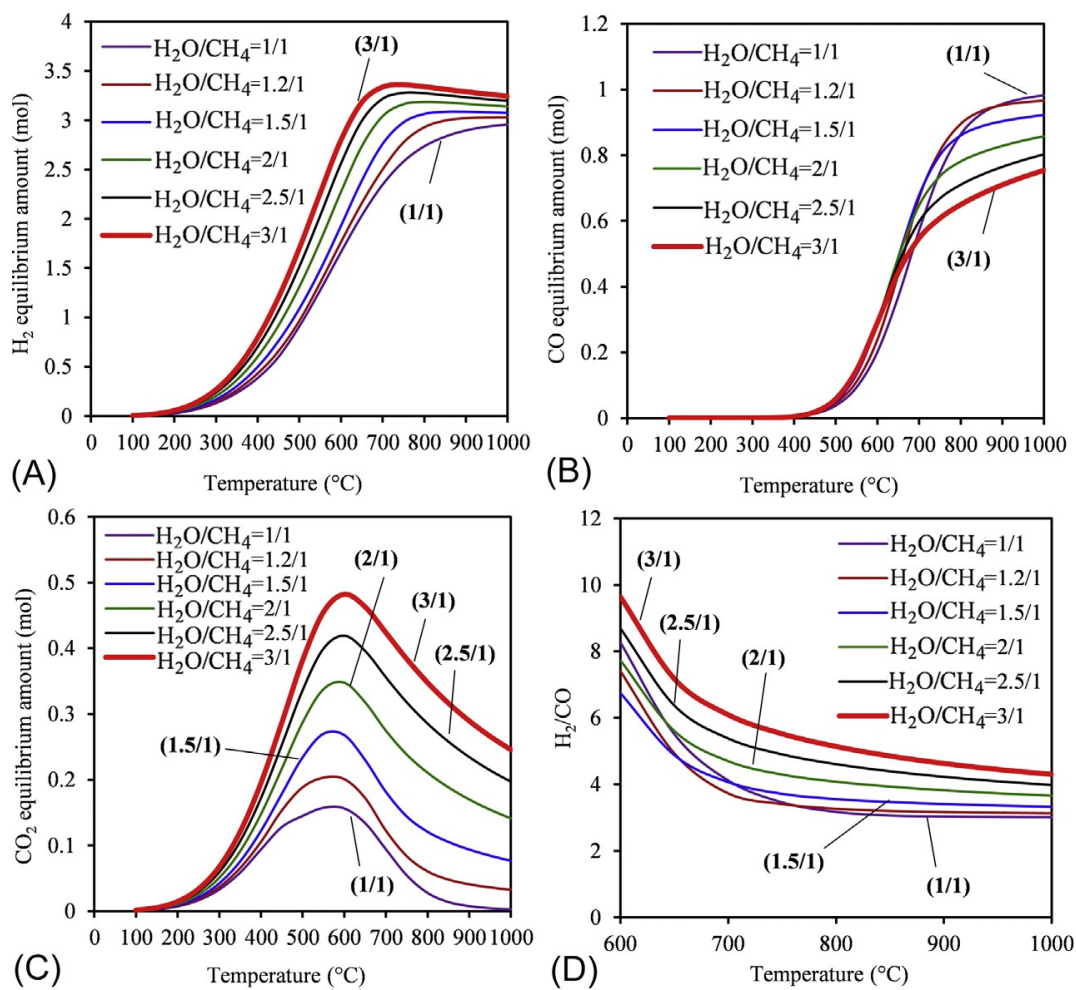 4
3.5
3
2.5
2
1.5
1
0.5
0
H2 equilibrium amount (mol)
H2O/CH4=1/1
H2O/CH4=1.2/1
H2O/CH4=1.5/1
H2O/CH4=2/1
H2O/CH4=2.5/1
H2O/CH4=3/1
(3/1)
(1/1)
0 100 200 300 400 500 600 700 800 900 1000
Temperature (°C)
(A)
1.2
1
0.8
0.6
0.4
0.2
0
CO equilibrium amount (mol)
H2O/CH4=1/1
H2O/CH4=1.2/1
H2O/CH4=1.5/1
H2O/CH4=2/1
H2O/CH4=2.5/1
H2O/CH4=3/1
(1/1)
(3/1)
0 100 200 300 400 500 600 700 800 900 1000
Temperature (°C)
(B)
0.6
0.5
0.4
0.3
0.2
0.1
0
CO2 equilibrium amount (mol)
H2O/CH4=1/1
H2O/CH4=1.2/1
H2O/CH4=1.5/1
H2O/CH4=2/1
H2O/CH4=2.5/1
H2O/CH4=3/1
(2/1)
(3/1)
(2.5/1)
(1.5/1)
(1/1)
0 100 200 300 400 500 600 700 800 900 1000
Temperature (°C)
(C)
12
10
8
6
4
2
0
H2/CO
H2O/CH4=1/1
H2O/CH4=1.2/1
H2O/CH4=1.5/1
H2O/CH4=2/1
H2O/CH4=2.5/1
H2O/CH4=3/1
(3/1)
(2.5/1)
(2/1)
(1.5/1)
(1/1)
600 700 800 900 1000
Temperature (°C)
(D)